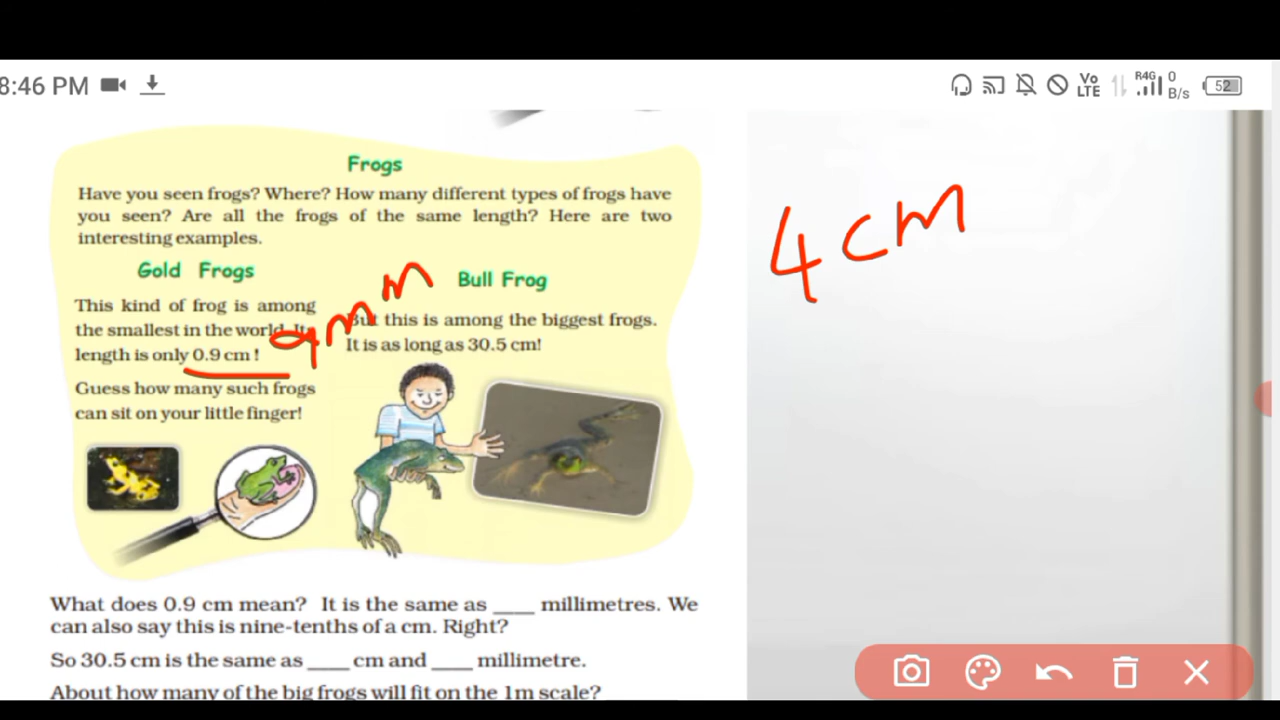 8:46 PM
Vo
LTE
R4G
0
B/s
52
Frogs
Have you seen frogs? Where? How many different types of frogs have
you seen? Are all the frogs of the same length? Here are two
interesting examples.
Gold Frogs
This kind of frog is among
the smallest in the world. Its
length is only 0.9 cm !
Guess how many such frogs
can sit on your little finger!
9mm
Bull Frog
But this is among the biggest frogs.
It is as long as 30.5 cm!
What does 0.9 cm mean? It is the same as ____ millimetres. We
can also say this is nine-tenths of a cm. Right?
So 30.5 cm is the same as ____ cm and ____ millimetre.
About how many of the big frogs will fit on the 1m scale?
4cm